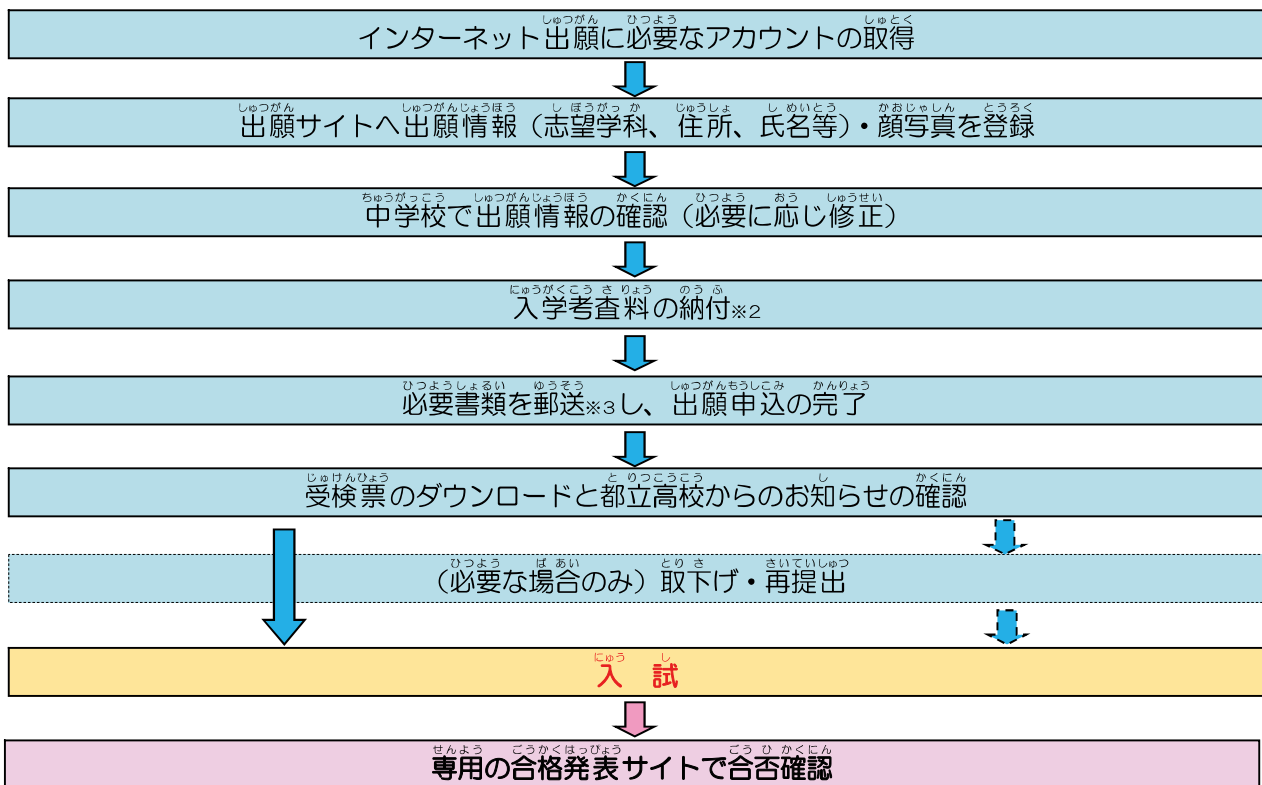 しゅつがん ひつよう しゅとく
インターネット出願に必要なアカウントの取得
しゅつがん しゅつがんじょうほう しぼうがっか じゅうしょ しめいとう かおじゃしん とうろく
出願サイトへ出願情報(志望学科、住所、氏名等)・顔写真を登録
ちゅうがっこう しゅつがんじょうほう かくにん ひつよう おう しゅうせい
中学校で出願情報の確認(必要に応じ修正)
にゅうがくこうさりょう のうふ
入学考査料の納付※2
ひつようしょるい ゆうそう しゅつがんもうしこみ かんりょう
必要書類を郵送※3し、出願申込の完了
じゅけんひょう とりつこうこう し かくにん
受検票のダウンロードと都立高校からのお知らせの確認
ひつよう ばあい とりさ さいていしゅつ
(必要な場合のみ)取下げ・再提出
にゅう し
入 試
せんよう ごうかくはっぴょう ごうひかくにん
専用の合格発表サイトで合否確認